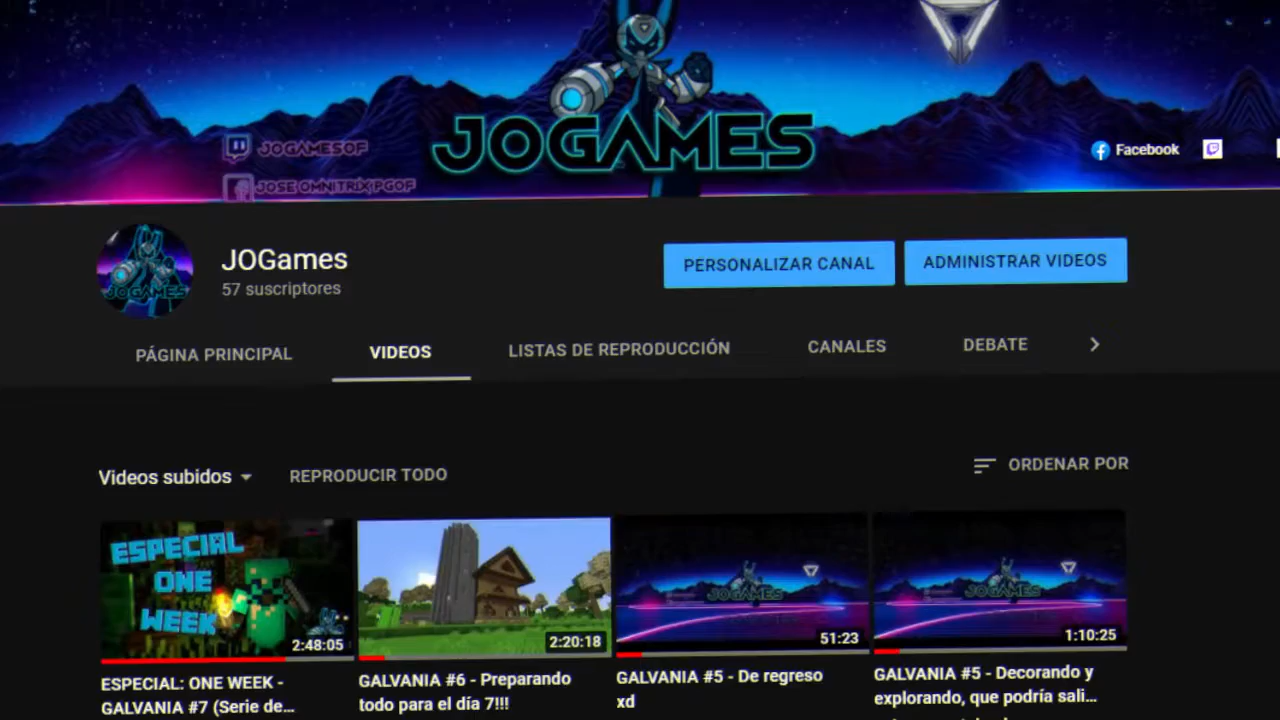 JOGAMES
JOGAMESOF
JOSE OMNITRIX PGOF
Facebook
JOGAMES
JOGames
57 suscriptores
PERSONALIZAR CANAL
ADMINISTRAR VIDEOS
PÁGINA PRINCIPAL
VIDEOS
LISTAS DE REPRODUCCIÓN
CANALES
DEBATE
Videos subidos
REPRODUCIR TODO
ORDENAR POR
ESPECIAL
ONE
WEEK
2:48:05
2:20:18
JOGAMES
51:23
JOGAMES
1:10:25
ESPECIAL: ONE WEEK -
GALVANIA #7 (Serie de...
GALVANIA #6 - Preparando
todo para el día 7!!!
GALVANIA #5 - De regreso
xd
GALVANIA #5 - Decorando y
explorando, que podría sali...